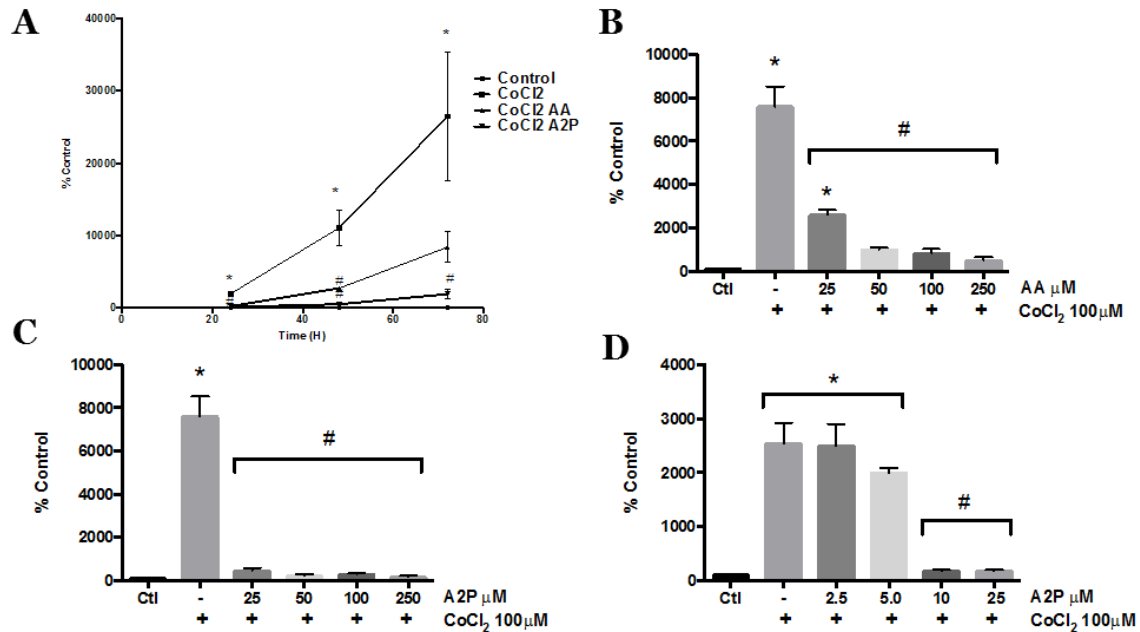 A
40000
30000
20000
10000
0
% Control
0 20 40 60 80
Time (H)
* * *
# # # #
Control
CoCl2
CoCl2 AA
CoCl2 A2P
B
10000
8000
6000
4000
2000
0
% Control
*
#
*
Ctl - 25 50 100 250 AA μM
+ + + + + CoCl₂ 100μM
C
10000
8000
6000
4000
2000
0
% Control
*
#
Ctl - 25 50 100 250 A2P μM
+ + + + + CoCl₂ 100μM
D
4000
3000
2000
1000
0
% Control
*
#
Ctl - 2.5 5.0 10 25 A2P μM
+ + + + + CoCl₂ 100μM